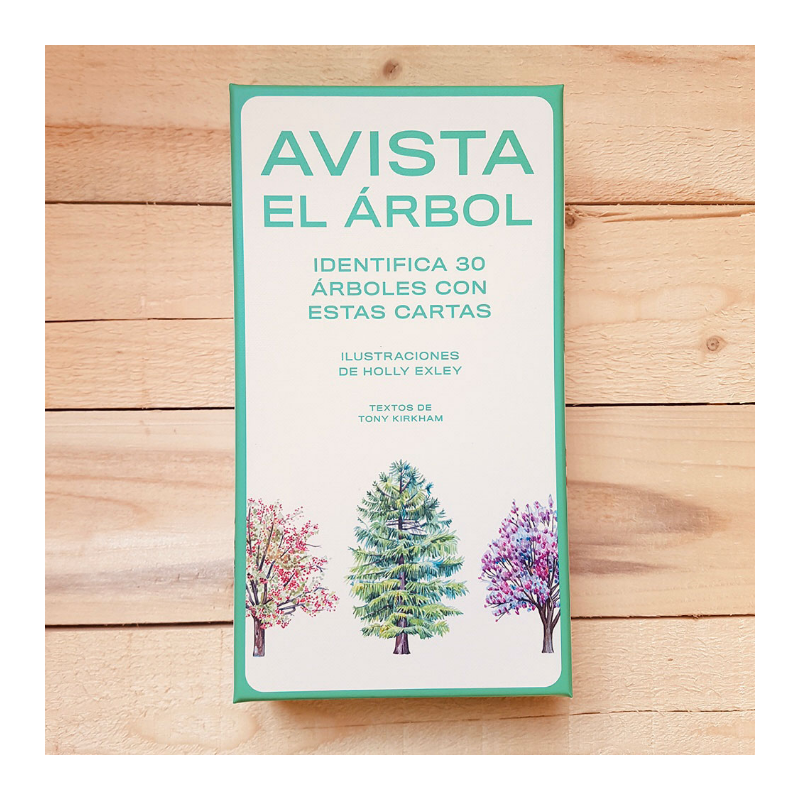 AVISTA
EL ÁRBOL
IDENTIFICA 30
ÁRBOLES CON
ESTAS CARTAS
ILUSTRACIONES
DE HOLLY EXLEY
TEXTOS DE
TONY KIRKHAM